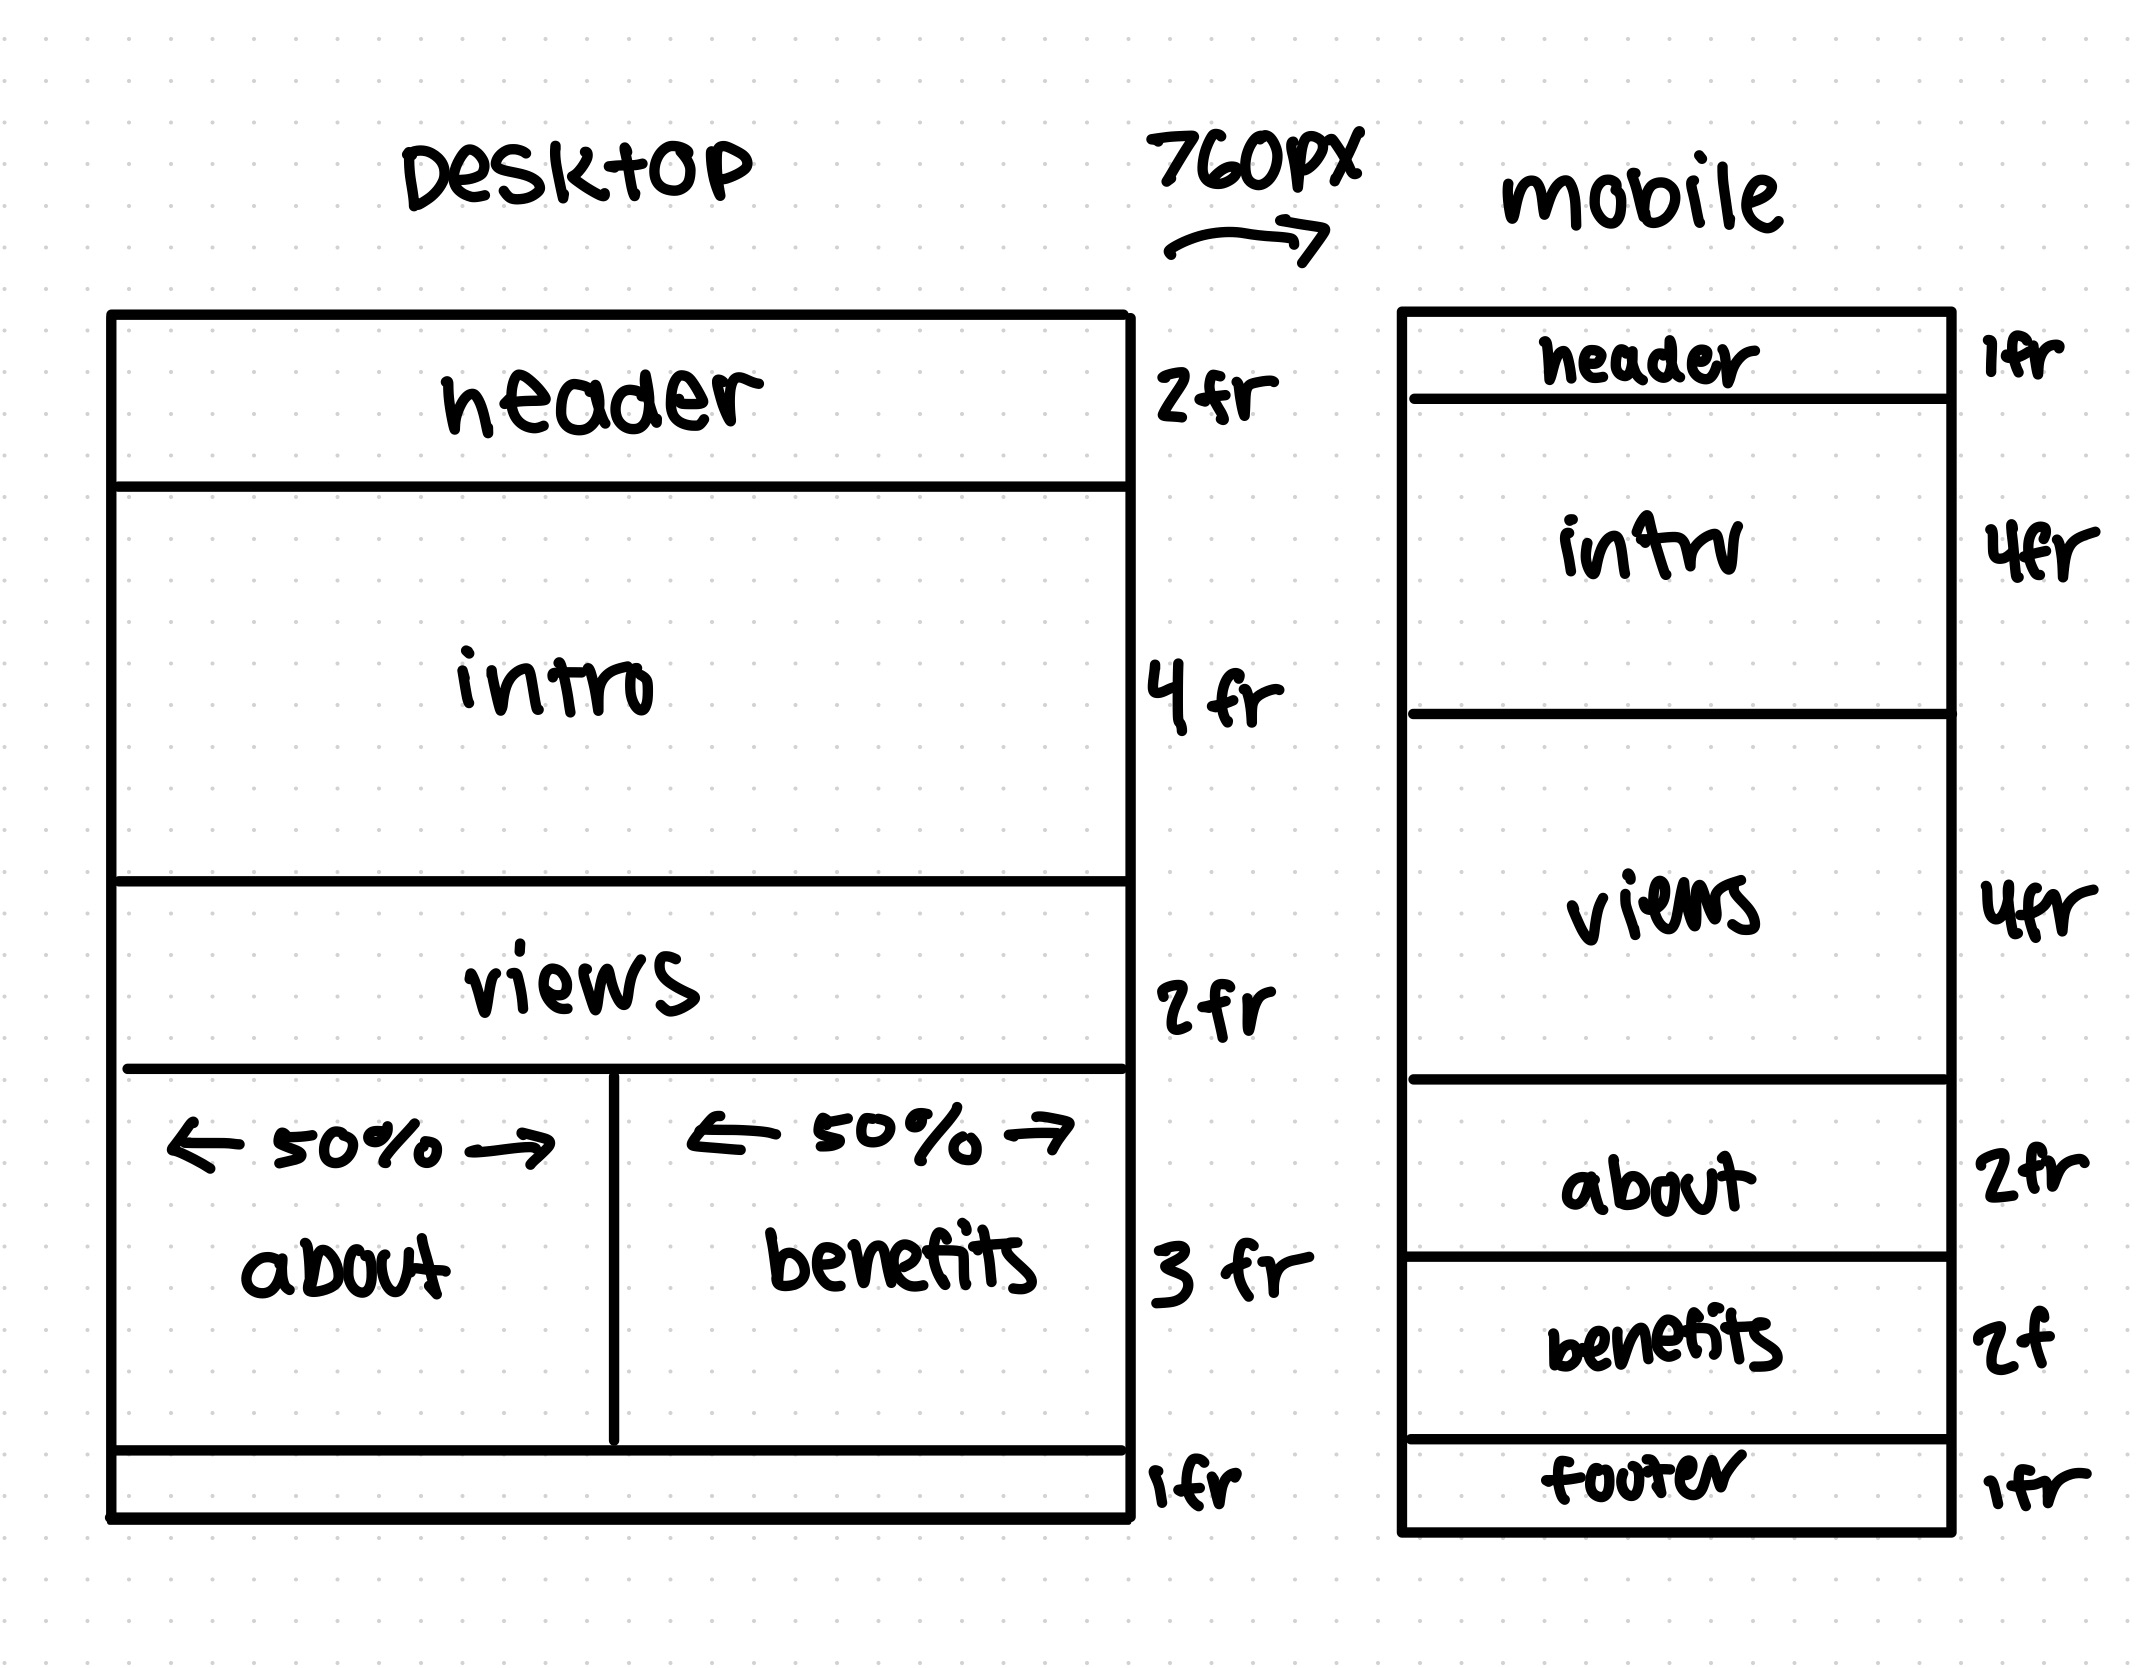 Desktop
760px
mobile
header
2fr
intro
4 fr
views
2fr
← 50% →
← 50% →
about
benefits
3 fr
1fr
header
1fr
intro
4fr
views
4fr
about
2fr
benefits
2f
footer
1fr